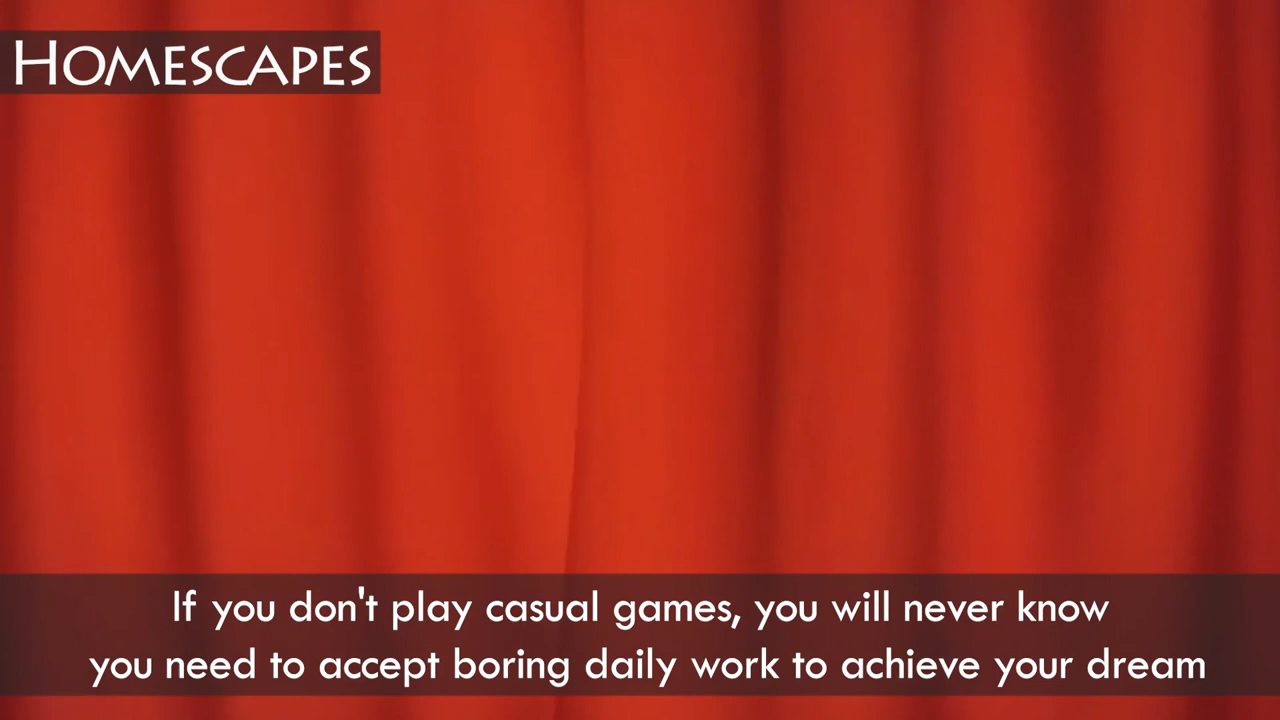 HOMESCAPES
If you don't play casual games, you will never know
you need to accept boring daily work to achieve your dream